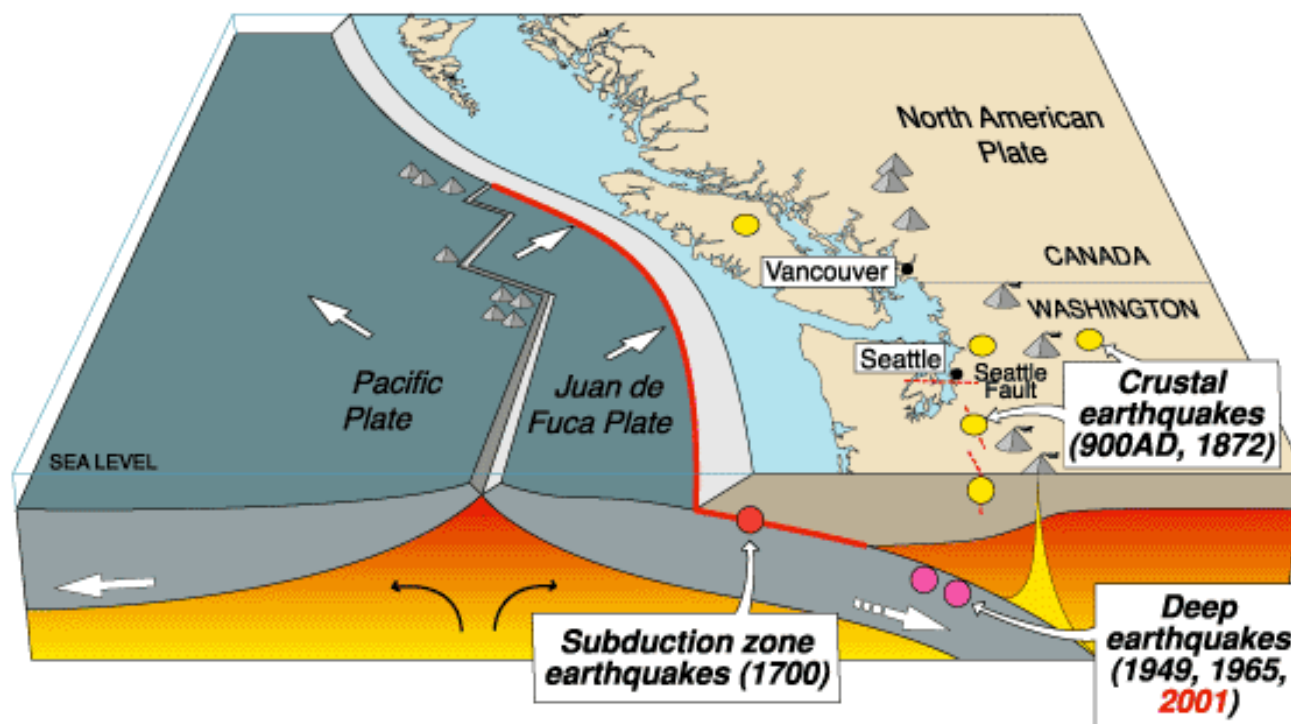 North American
Plate
CANADA
Vancouver
WASHINGTON
Seattle
Seattle
Fault
Pacific
Plate
Juan de
Fuca Plate
Crustal
earthquakes
(900AD, 1872)
SEA LEVEL
Subduction zone
earthquakes (1700)
Deep
earthquakes
(1949, 1965,
2001)